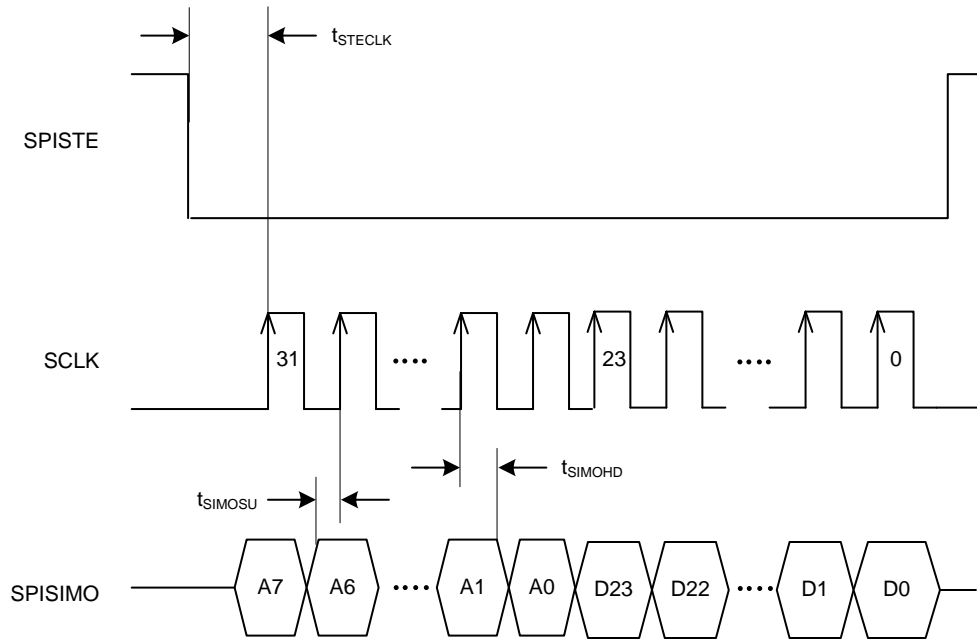 tSTECLK
SPISTE
SCLK
31 •••• 23 •••• 0
tSIMOSU
tSIMOHD
SPISIMO
A7 A6 •••• A1 A0 D23 D22 •••• D1 D0